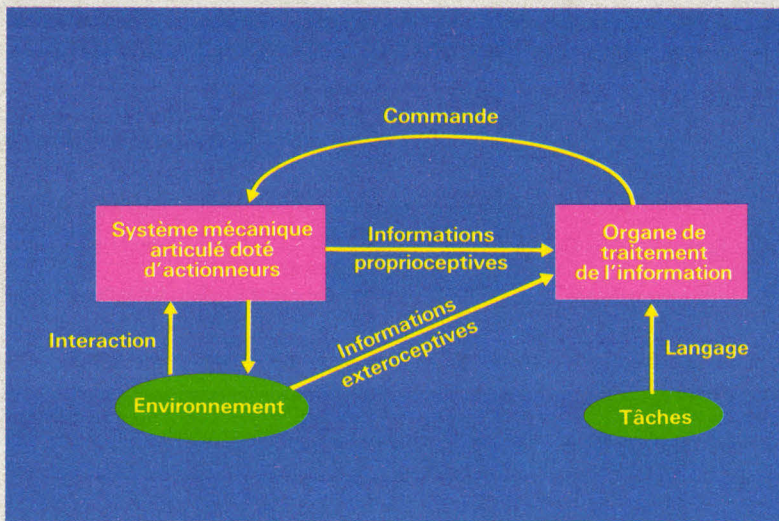 Commande
Système mécanique
articulé doté
d'actionneurs
Informations
proprioceptives
Organe de
traitement
de l'information
Interaction
Informations
exteroceptives
Langage
Environnement
Tâches